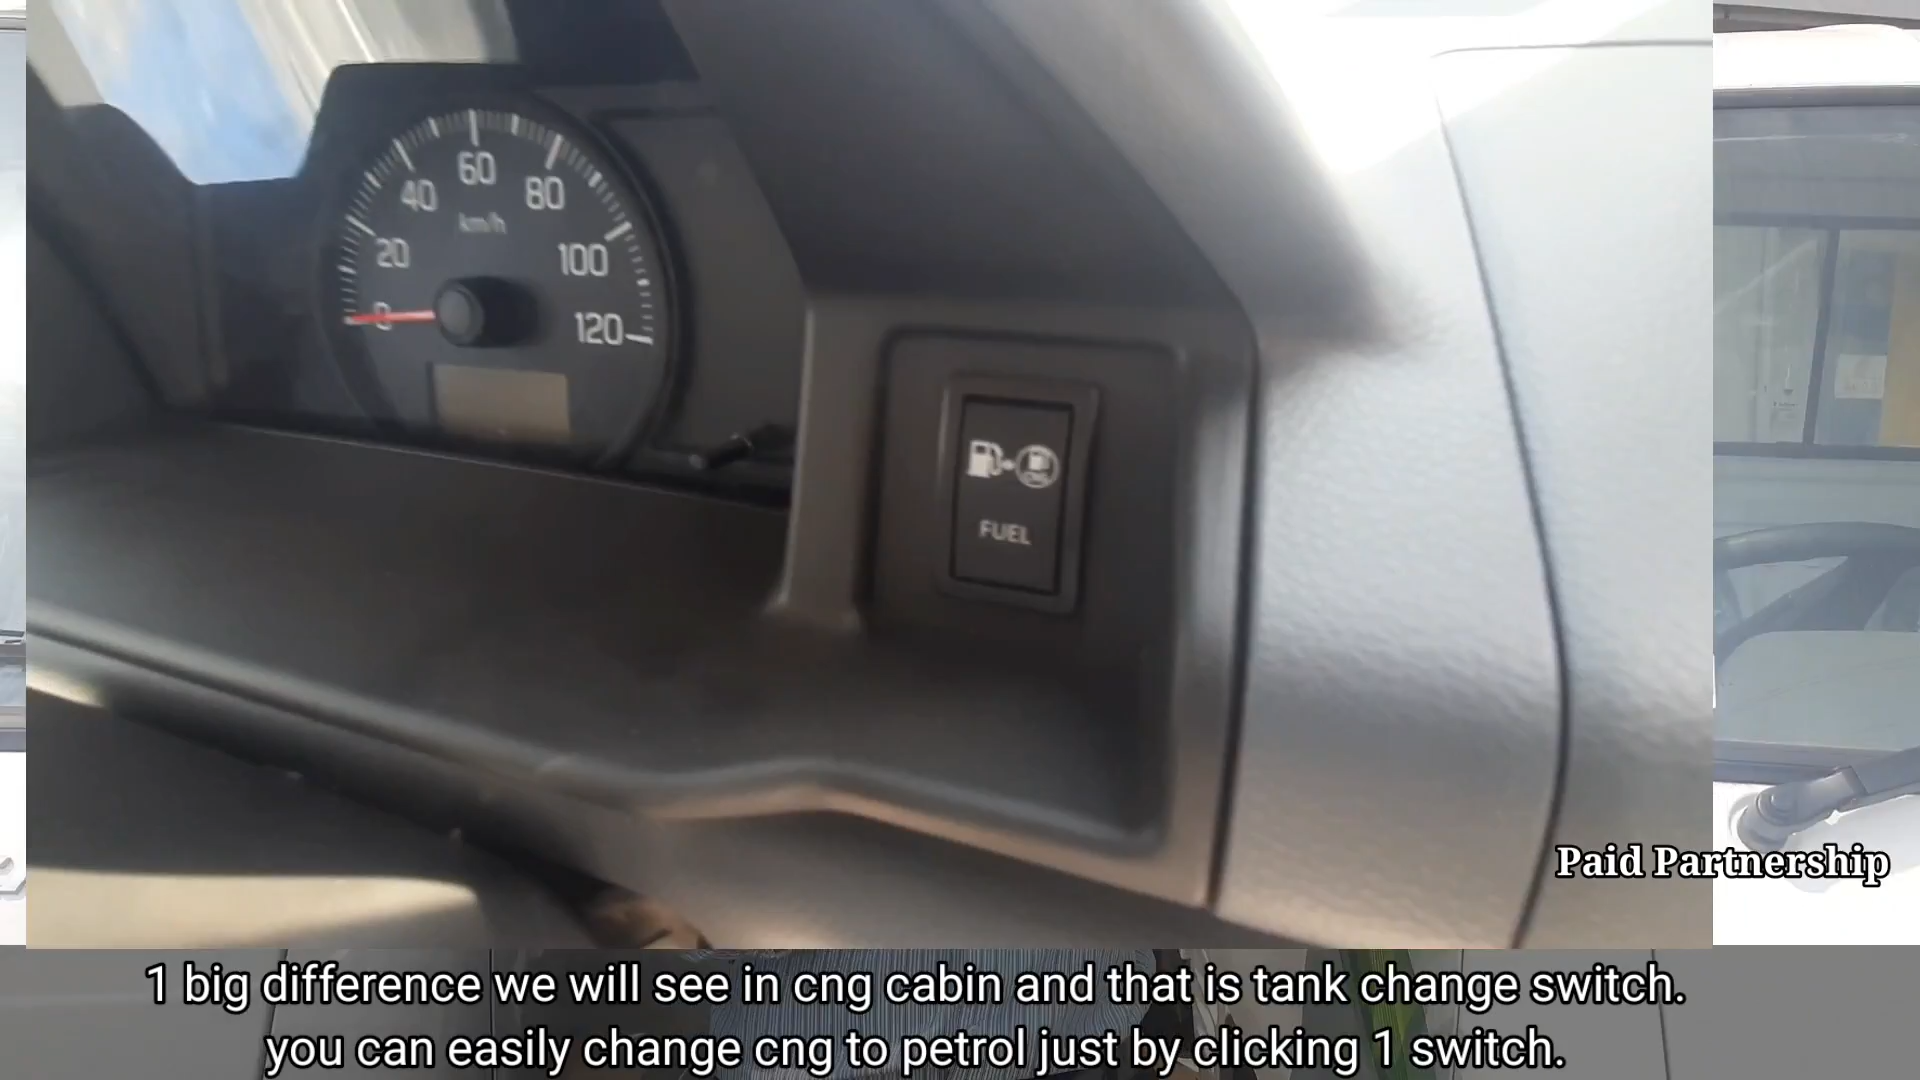 60
40 80
km/h
20 100
0 120
FUEL
Paid Partnership
1 big difference we will see in cng cabin and that is tank change switch.
you can easily change cng to petrol just by clicking 1 switch.